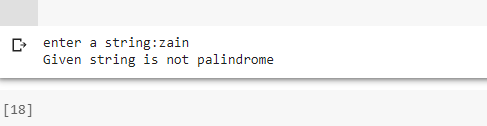 enter a string:zain
Given string is not palindrome
[18]